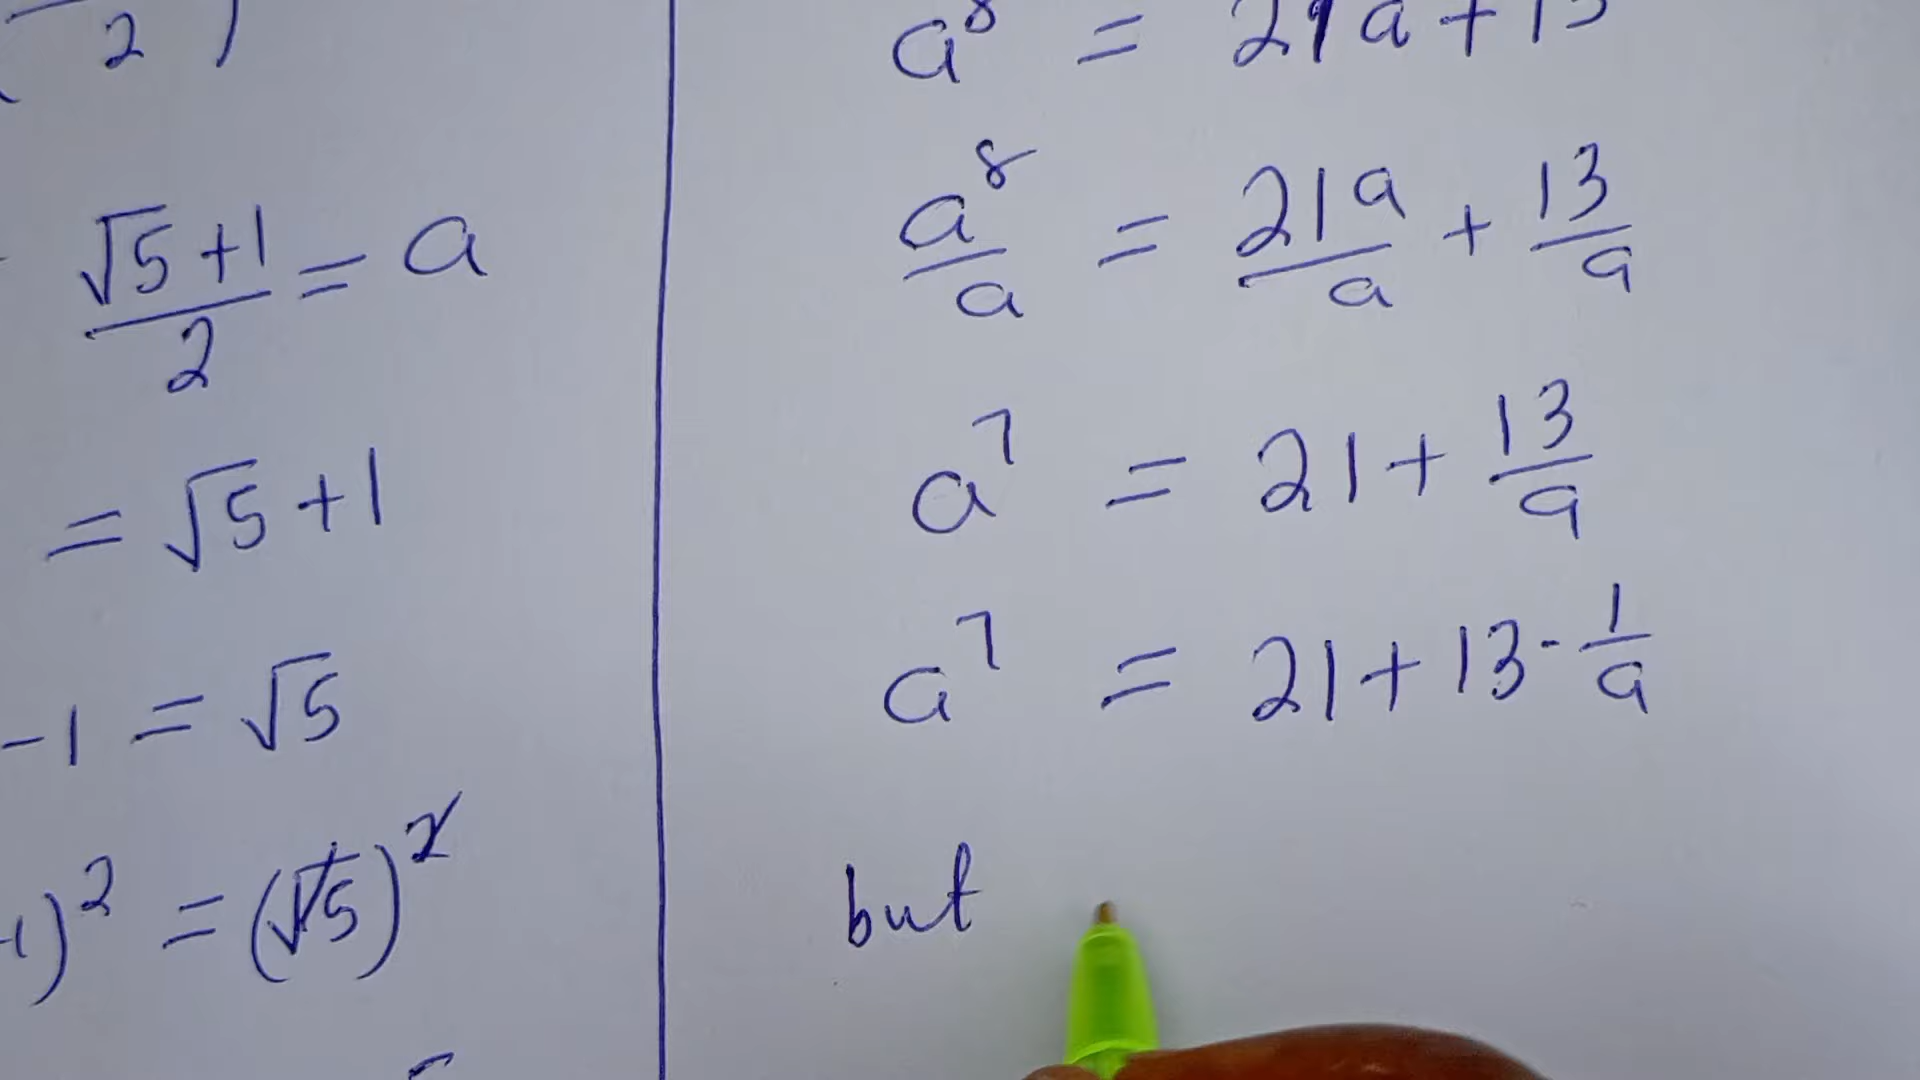 2 )
√5+1/2 = a
= √5+1
-1 = √5
-1)² = (√5)²
a⁸ = 21a + 13
a⁸/a = 21a/a + 13/a
a⁷ = 21 + 13/a
a⁷ = 21 + 13 · 1/a
but